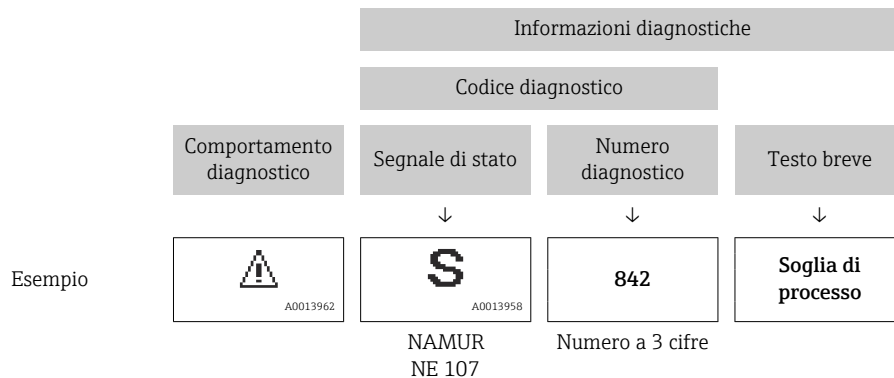 Informazioni diagnostiche
Codice diagnostico
Comportamento
diagnostico
Segnale di stato
Numero
diagnostico
Testo breve
↓ ↓ ↓
Esempio
A0013962
S
A0013958
842
Soglia di
processo
NAMUR
NE 107
Numero a 3 cifre